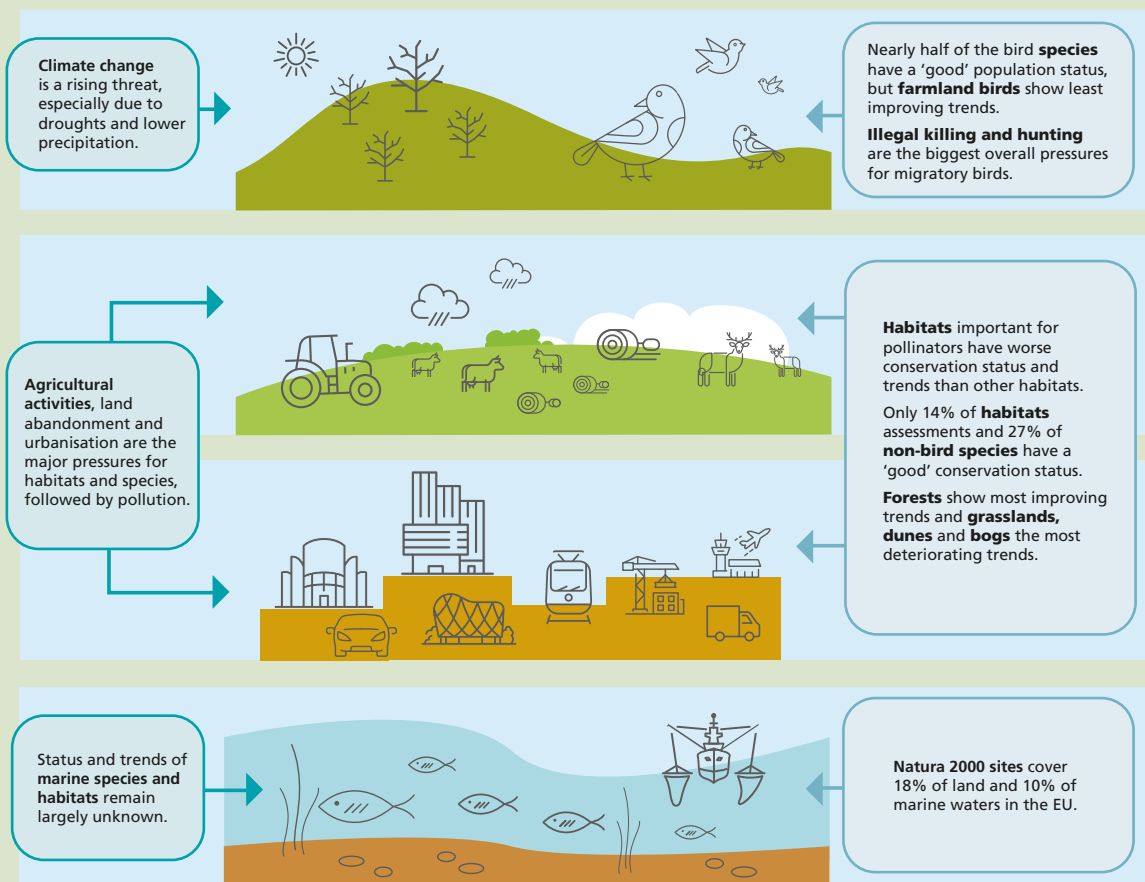 Climate change
is a rising threat,
especially due to
droughts and lower
precipitation.
Nearly half of the bird species
have a ‘good’ population status,
but farmland birds show least
improving trends.
Illegal killing and hunting
are the biggest overall pressures
for migratory birds.
Agricultural
activities, land
abandonment and
urbanisation are the
major pressures for
habitats and species,
followed by pollution.
Habitats important for
pollinators have worse
conservation status and
trends than other habitats.
Only 14% of habitats
assessments and 27% of
non-bird species have a
‘good’ conservation status.
Forests show most improving
trends and grasslands,
dunes and bogs the most
deteriorating trends.
Status and trends of
marine species and
habitats remain
largely unknown.
Natura 2000 sites cover
18% of land and 10% of
marine waters in the EU.